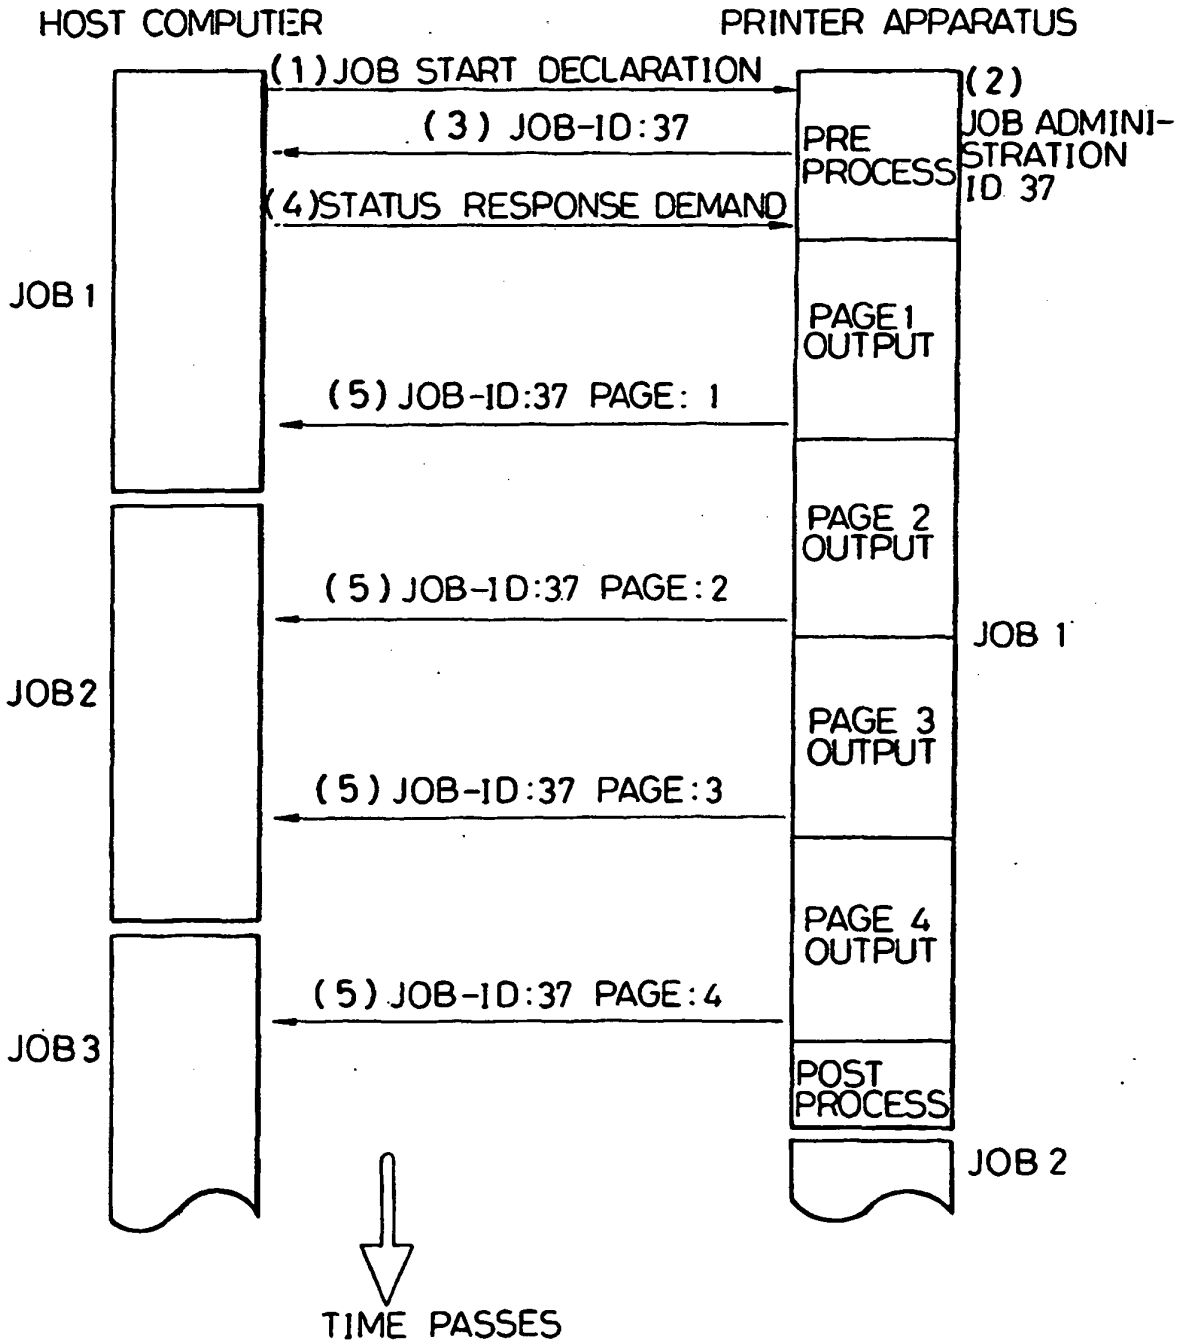 HOST COMPUTER
PRINTER APPARATUS
(1) JOB START DECLARATION
(2)
JOB ADMINI-
STRATION
ID 37
(3) JOB-ID:37
PRE
PROCESS
(4) STATUS RESPONSE DEMAND
JOB 1
PAGE 1
OUTPUT
(5) JOB-ID:37 PAGE: 1
PAGE 2
OUTPUT
(5) JOB-ID:37 PAGE:2
JOB 1
JOB 2
PAGE 3
OUTPUT
(5) JOB-ID:37 PAGE:3
PAGE 4
OUTPUT
(5) JOB-ID:37 PAGE:4
JOB 3
POST
PROCESS
JOB 2
TIME PASSES